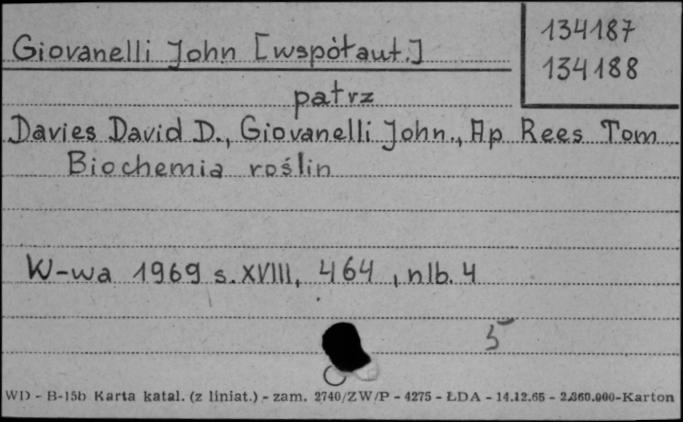 Giovanelli John [współaut.]
134187
134188
patrz
Davies David D., Giovanelli John., Ap Rees Tom
Biochemia roślin
W-wa 1969 s. XVIII, 464, nlb. 4
5
WD - B-15b Karta katal. (z liniat.) - zam. 2740/ZW/P - 4275 - ŁDA - 14.12.65 - 2.860.000-Karton